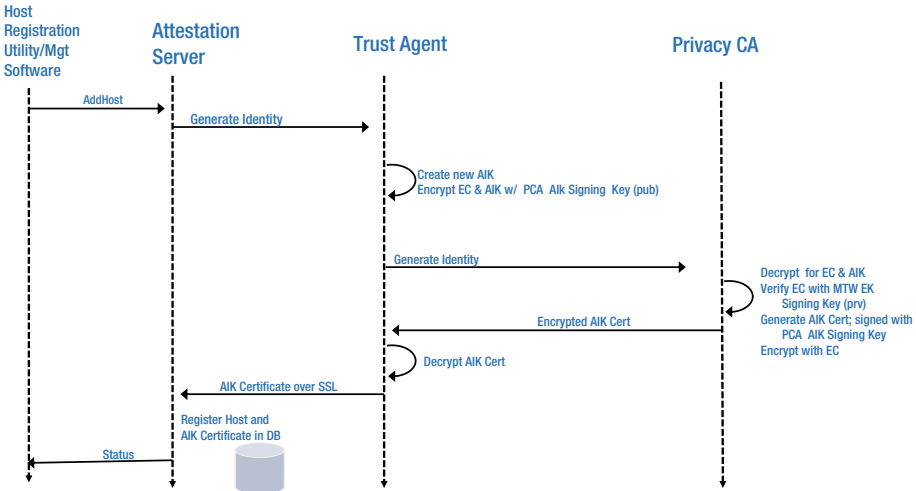 Host
Registration
Utility/Mgt
Software
Attestation
Server
Trust Agent
Privacy CA
AddHost
Generate Identity
Create new AIK
Encrypt EC & AIK w/ PCA AIk Signing Key (pub)
Generate Identity
Decrypt for EC & AIK
Verify EC with MTW EK
Signing Key (prv)
Generate AIK Cert; signed with
PCA AIK Signing Key
Encrypt with EC
Encrypted AIK Cert
Decrypt AIK Cert
AIK Certificate over SSL
Register Host and
AIK Certificate in DB
Status